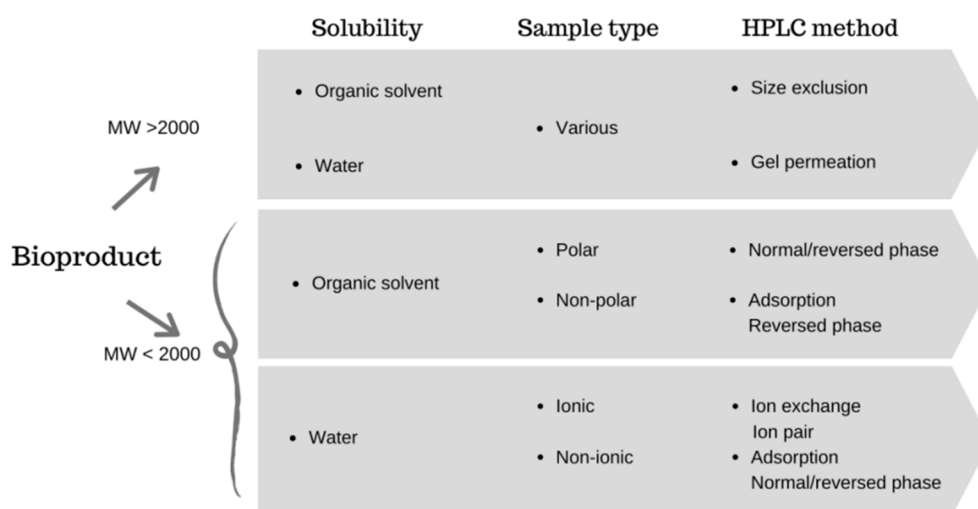 Solubility Sample type HPLC method
• Organic solvent
• Water
• Various
• Size exclusion
• Gel permeation
MW >2000
Bioproduct
MW < 2000
• Organic solvent
• Polar
• Non-polar
• Normal/reversed phase
• Adsorption
Reversed phase
• Water
• Ionic
• Non-ionic
• Ion exchange
Ion pair
• Adsorption
Normal/reversed phase